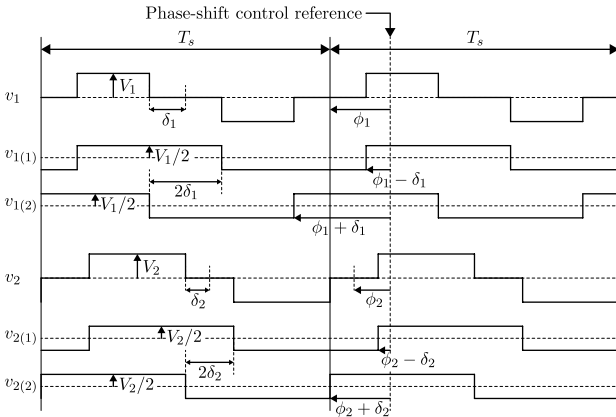 Phase-shift control reference
T_s T_s
v_1 V_1 δ_1 ϕ_1
v_{1(1)} V_1/2 2δ_1 ϕ_1 − δ_1
v_{1(2)} V_1/2 ϕ_1 + δ_1
v_2 V_2 δ_2 ϕ_2
v_{2(1)} V_2/2 2δ_2 ϕ_2 − δ_2
v_{2(2)} V_2/2 ϕ_2 + δ_2